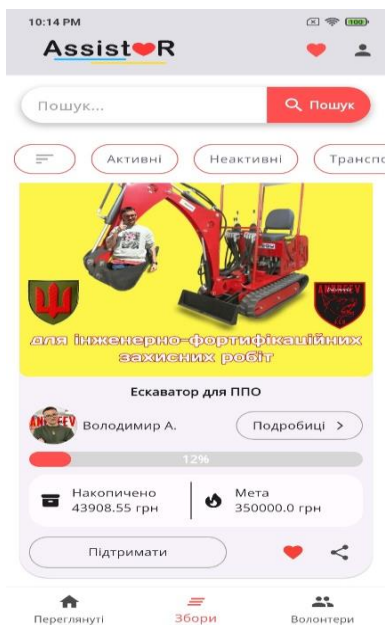 10:14 PM
100
AssistR
Пошук...
Пошук
Активні
Неактивні
Трансп
для інженерно-фортифікаційних
захисних робіт
Ескаватор для ППО
Володимир А.
Подробиці >
12%
Накопичено
43908.55 грн
Мета
350000.0 грн
Підтримати
Переглянуті
Збори
Волонтери